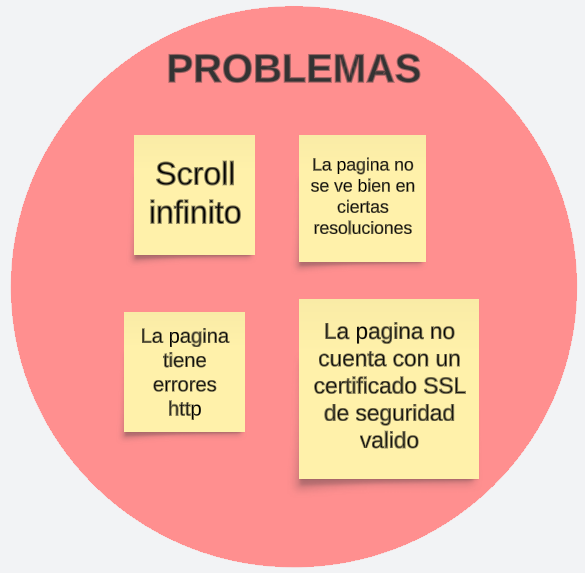 PROBLEMAS
Scroll
infinito
La pagina no
se ve bien en
ciertas
resoluciones
La pagina
tiene
errores
http
La pagina no
cuenta con un
certificado SSL
de seguridad
valido